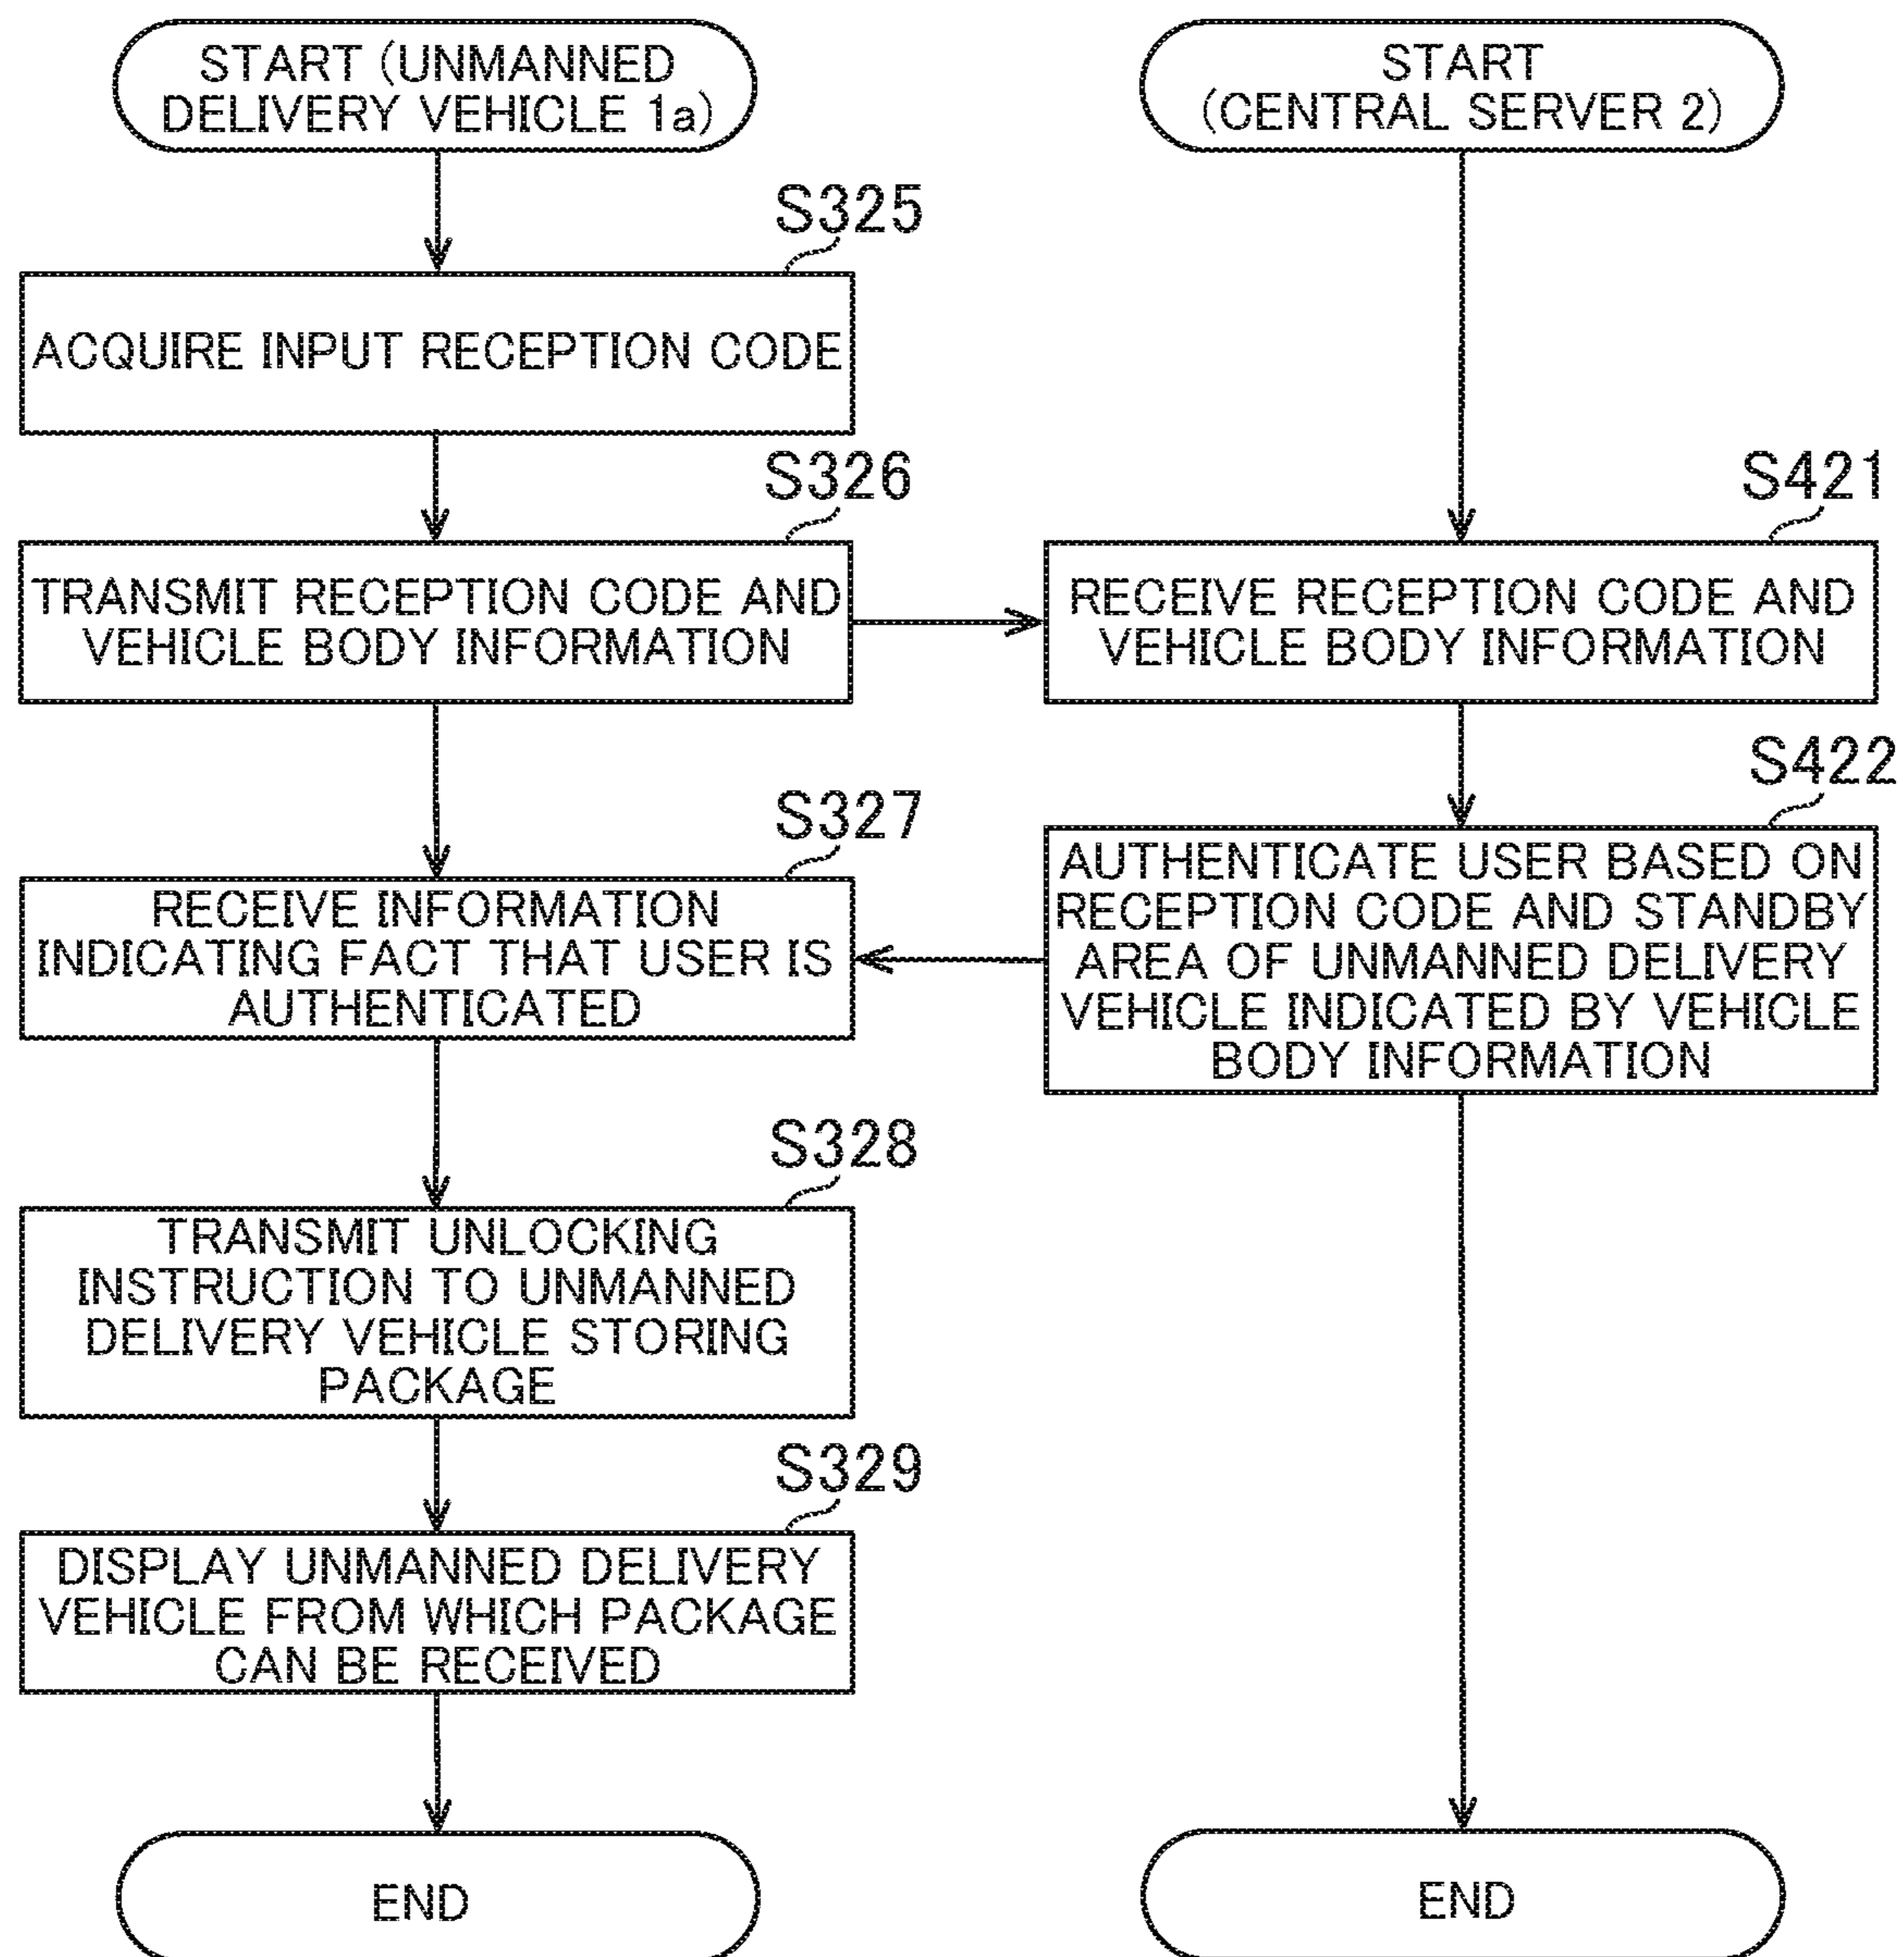 START (UNMANNED
DELIVERY VEHICLE 1a)
S325
ACQUIRE INPUT RECEPTION CODE
S326
TRANSMIT RECEPTION CODE AND
VEHICLE BODY INFORMATION
S327
RECEIVE INFORMATION
INDICATING FACT THAT USER IS
AUTHENTICATED
S328
TRANSMIT UNLOCKING
INSTRUCTION TO UNMANNED
DELIVERY VEHICLE STORING
PACKAGE
S329
DISPLAY UNMANNED DELIVERY
VEHICLE FROM WHICH PACKAGE
CAN BE RECEIVED
END
START
(CENTRAL SERVER 2)
S421
RECEIVE RECEPTION CODE AND
VEHICLE BODY INFORMATION
S422
AUTHENTICATE USER BASED ON
RECEPTION CODE AND STANDBY
AREA OF UNMANNED DELIVERY
VEHICLE INDICATED BY VEHICLE
BODY INFORMATION
END